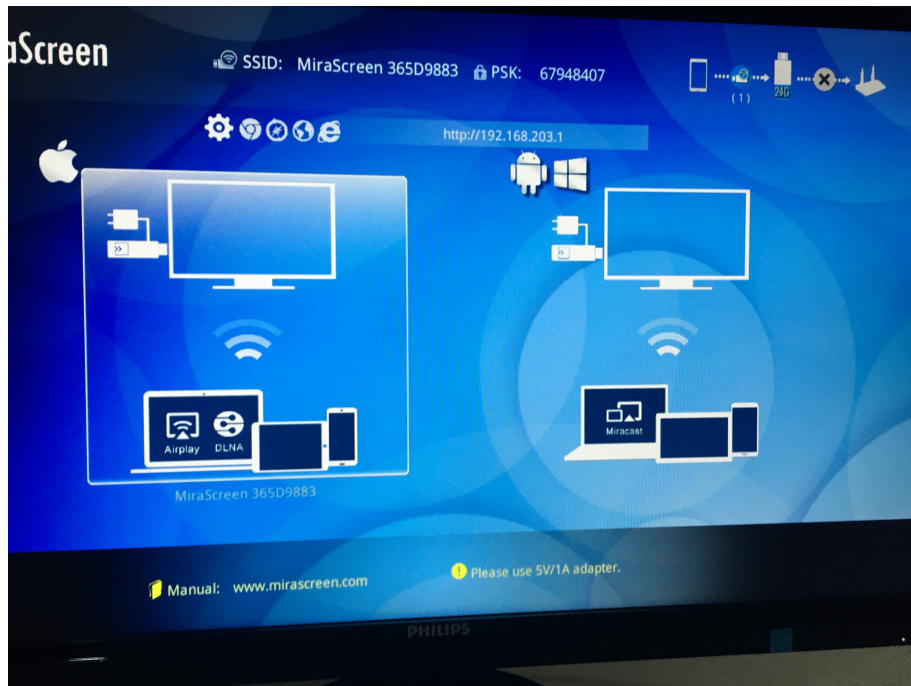 aScreen
SSID: MiraScreen 365D9883 PSK: 67948407
(1)
24G
http://192.168.203.1
Airplay DLNA
Miracast
MiraScreen 365D9883
Manual: www.mirascreen.com
Please use 5V/1A adapter.
PHILIPS